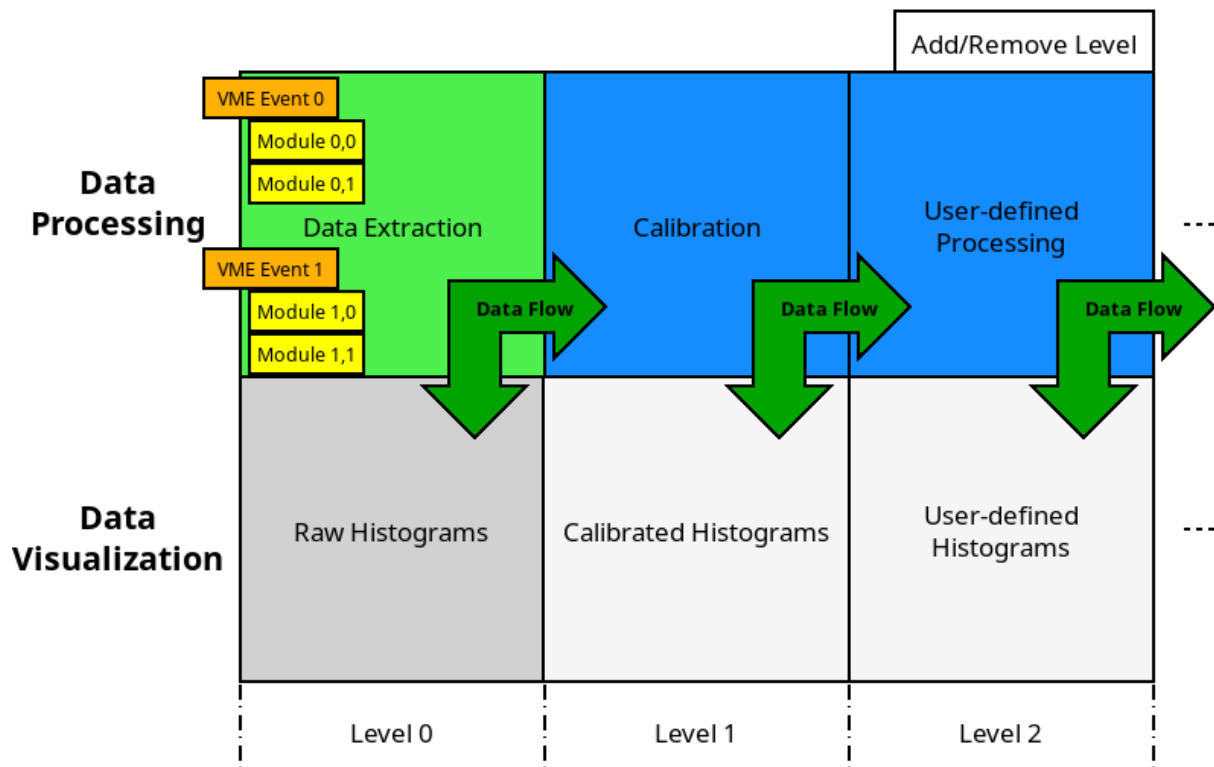 Add/Remove Level
VME Event 0
Module 0,0
Module 0,1
Data
Processing
Data Extraction
Calibration
User-defined
Processing
VME Event 1
Module 1,0
Module 1,1
Data Flow
Data Flow
Data Flow
Data
Visualization
Raw Histograms
Calibrated Histograms
User-defined
Histograms
Level 0
Level 1
Level 2